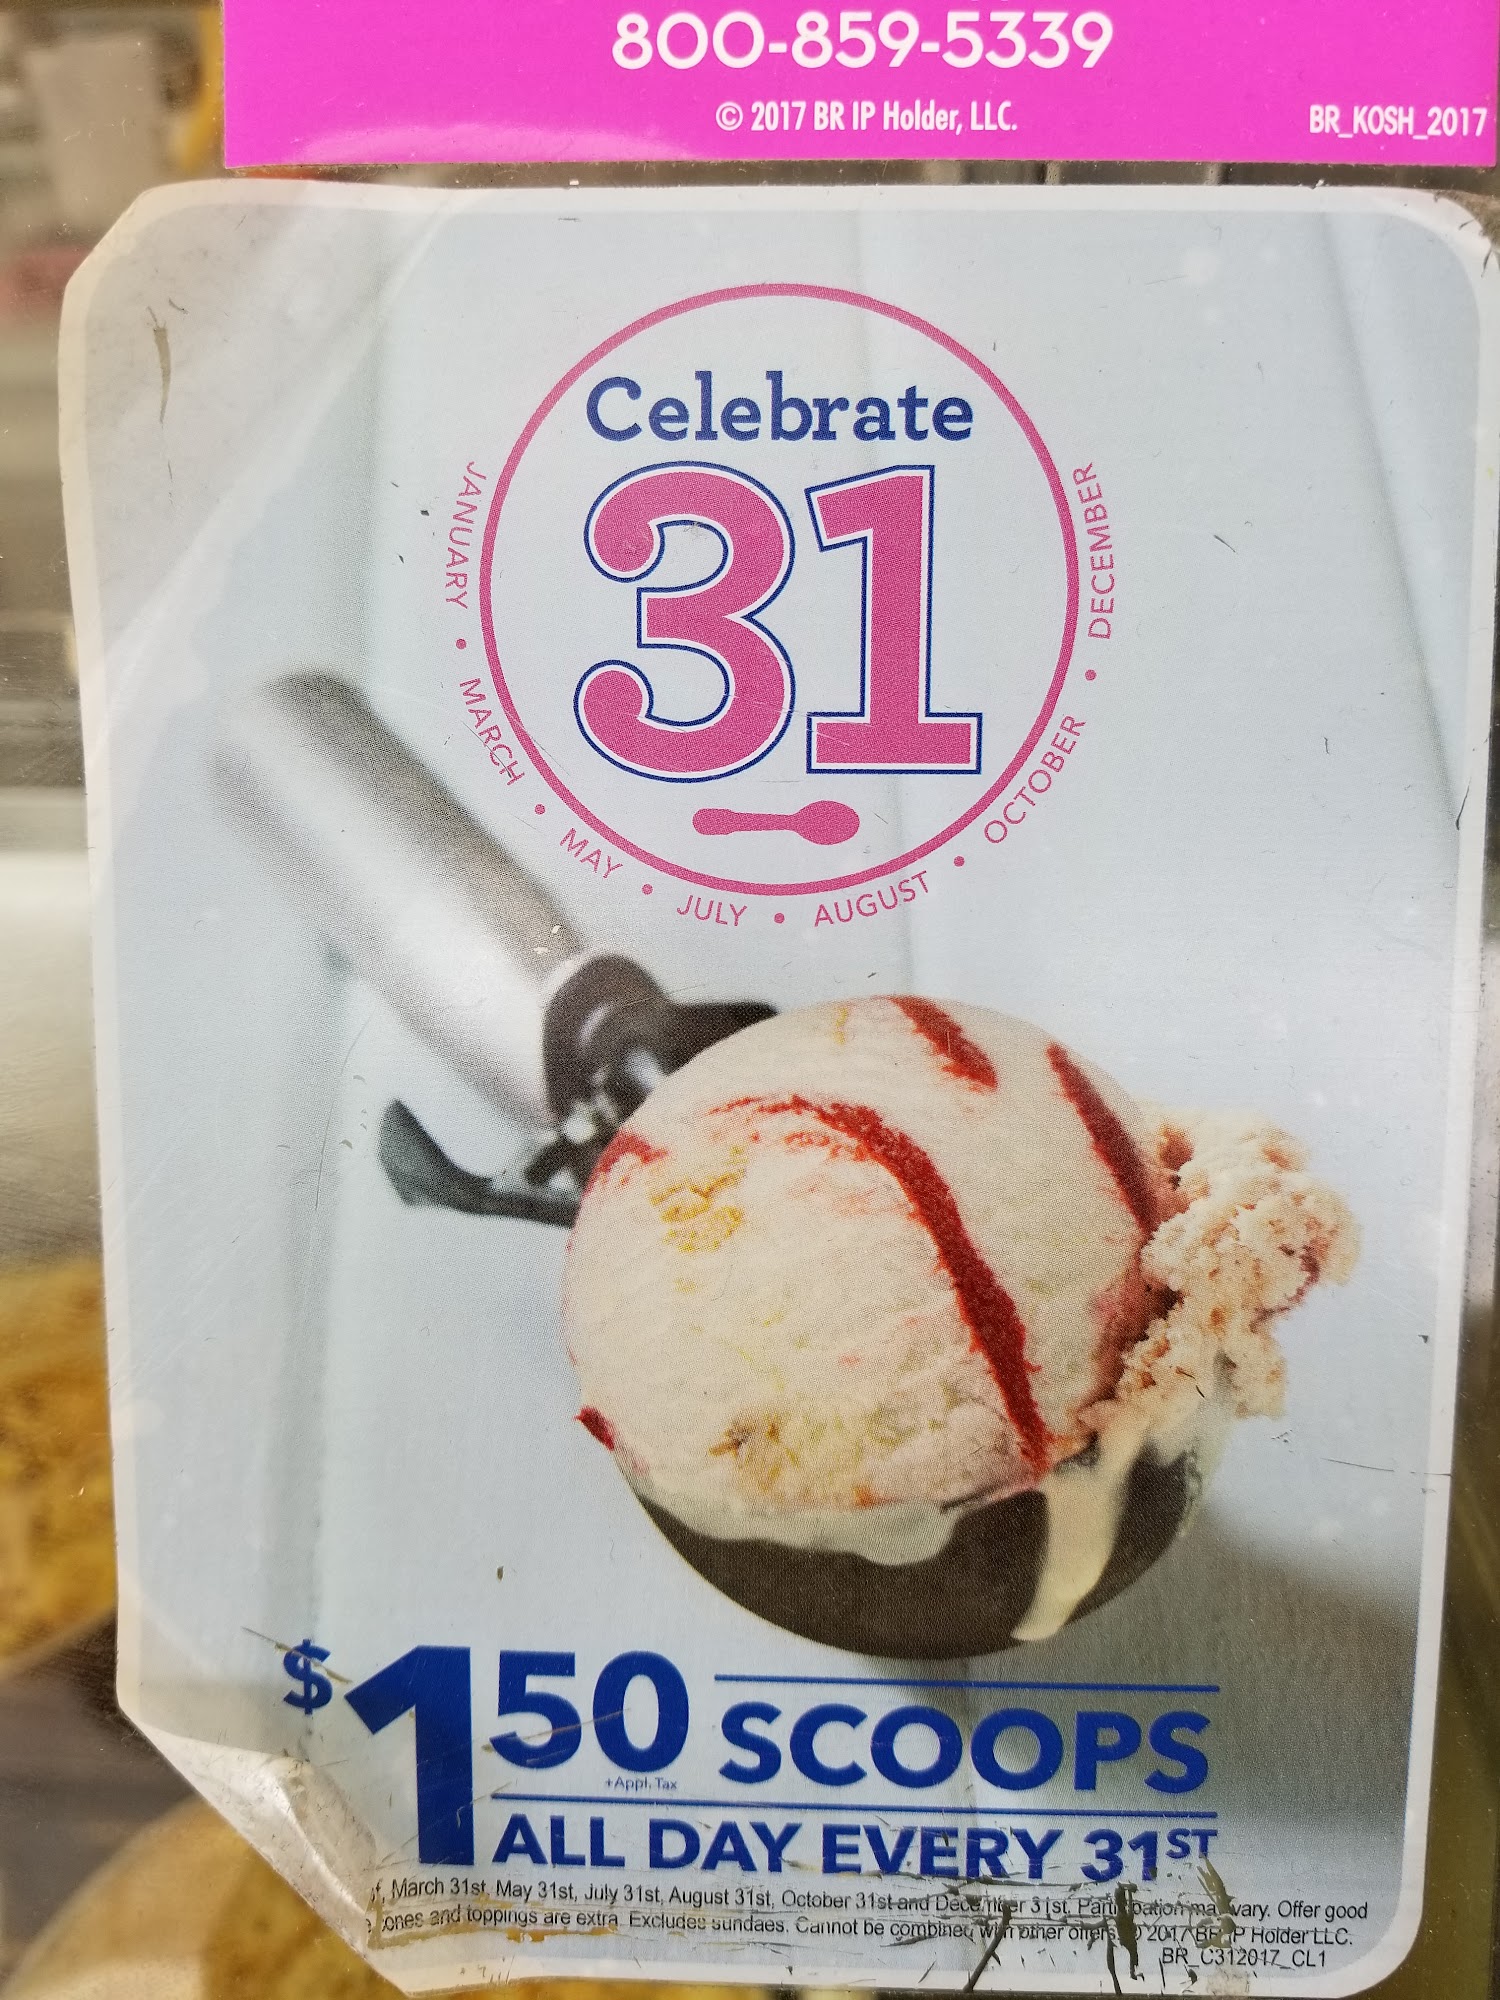 800-859-5339
© 2017 BR IP Holder, LLC.
BR_KOSH_2017
Celebrate
31
JANUARY • MARCH • MAY • JULY • AUGUST • OCTOBER • DECEMBER
$1.50 SCOOPS
+Appl. Tax
ALL DAY EVERY 31ST
March 31st, May 31st, July 31st, August 31st, October 31st and December 31st. Participation may vary. Offer good
cones and toppings are extra. Excludes sundaes. Cannot be combined with other offers. © 2017 BR IP Holder LLC.
BR_C312017_CL1